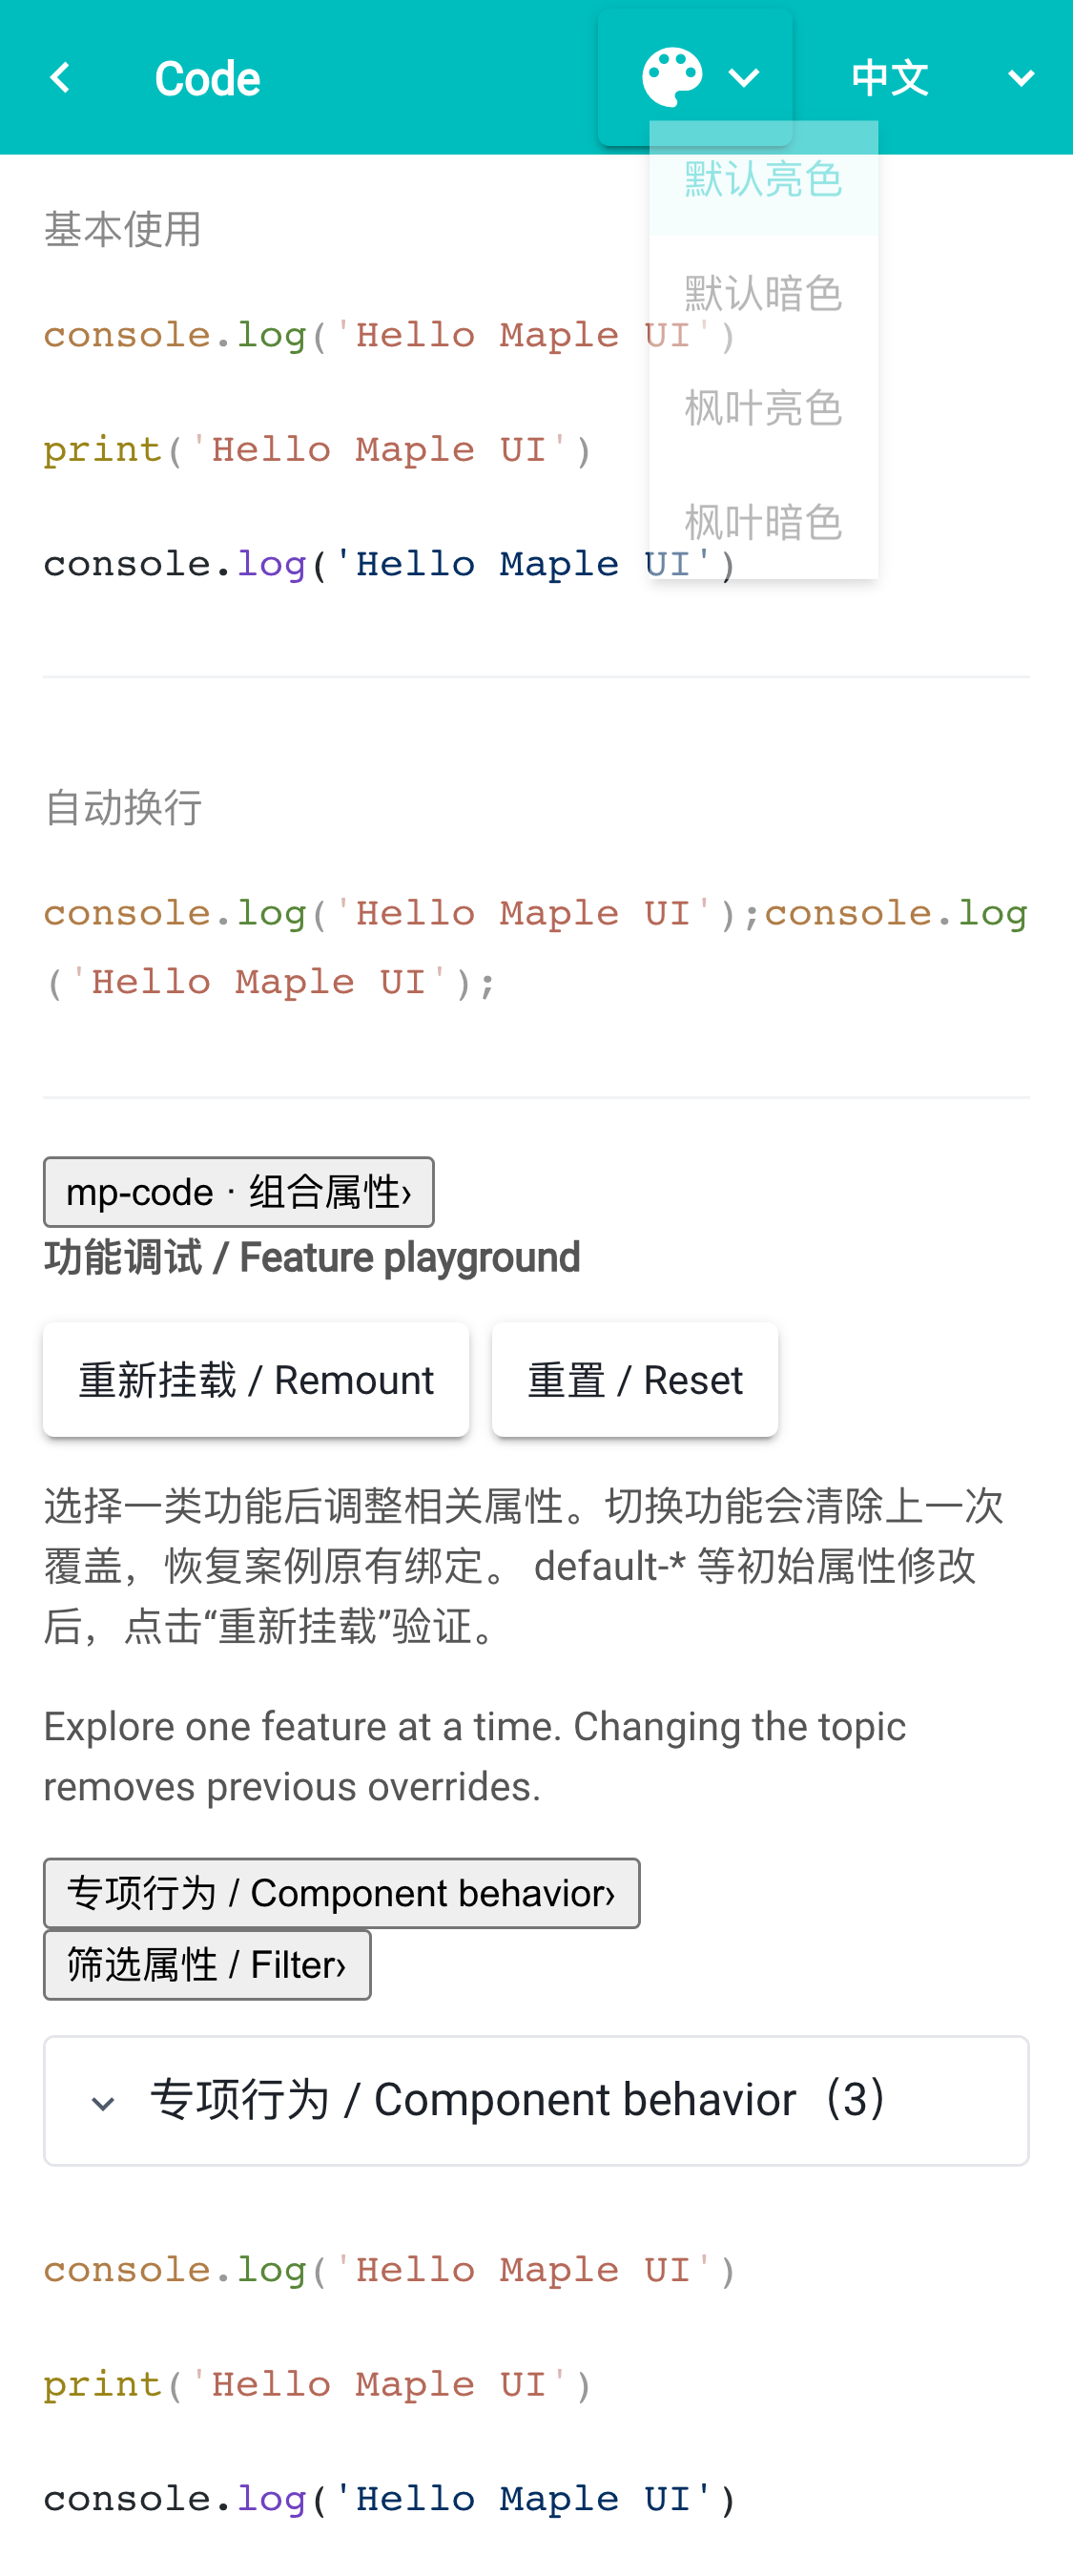 Code
中文
默认亮色
默认暗色
枫叶亮色
枫叶暗色
基本使用
console.log('Hello Maple UI')
print('Hello Maple UI')
console.log('Hello Maple UI')
自动换行
console.log('Hello Maple UI');console.log
('Hello Maple UI');
mp-code · 组合属性›
功能调试 / Feature playground
重新挂载 / Remount
重置 / Reset
选择一类功能后调整相关属性。切换功能会清除上一次
覆盖，恢复案例原有绑定。 default-* 等初始属性修改
后，点击“重新挂载”验证。
Explore one feature at a time. Changing the topic
removes previous overrides.
专项行为 / Component behavior›
筛选属性 / Filter›
专项行为 / Component behavior（3）
console.log('Hello Maple UI')
print('Hello Maple UI')
console.log('Hello Maple UI')